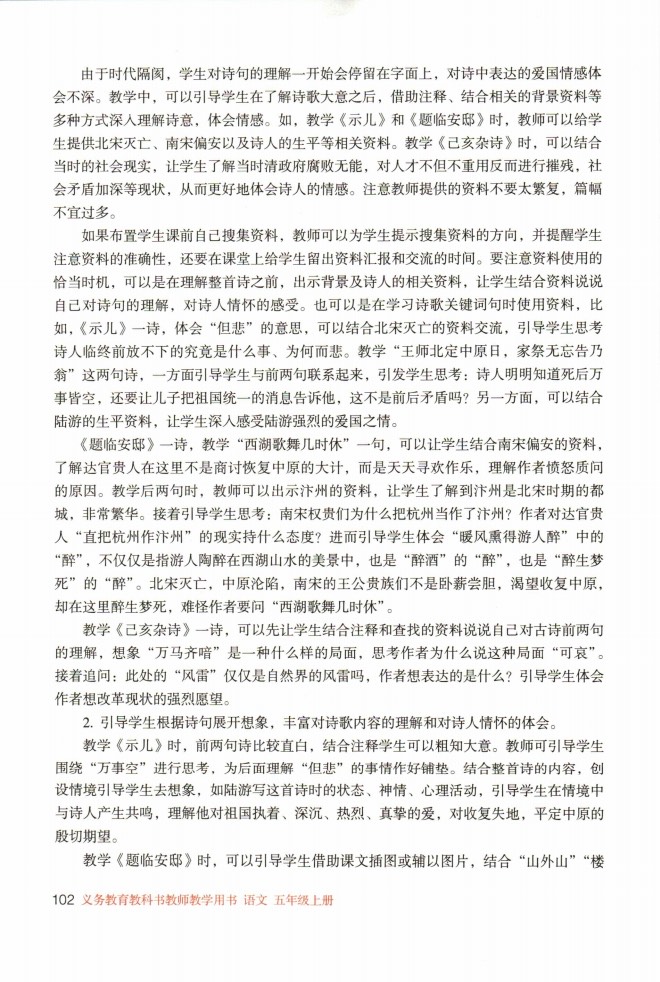 由于时代隔阂，学生对诗句的理解一开始会停留在字面上，对诗中表达的爱国情感体
会不深。教学中，可以引导学生在了解诗歌大意之后，借助注释、结合相关的背景资料等
多种方式深入理解诗意，体会情感。如，教学《示儿》和《题临安邸》时，教师可以给学
生提供北宋灭亡、南宋偏安以及诗人的生平等相关资料。教学《己亥杂诗》时，可以结合
当时的社会现实，让学生了解当时清政府腐败无能，对人才不但不重用反而进行摧残，社
会矛盾加深等现状，从而更好地体会诗人的情感。注意教师提供的资料不要太繁复，篇幅
不宜过多。
如果布置学生课前自己搜集资料，教师可以为学生提示搜集资料的方向，并提醒学生
注意资料的准确性，还要在课堂上给学生留出资料汇报和交流的时间。要注意资料使用的
恰当时机，可以是在理解整首诗之前，出示背景及诗人的相关资料，让学生结合资料说说
自己对诗句的理解，对诗人情怀的感受。也可以是在学习诗歌关键词句时使用资料，比
如，《示儿》一诗，体会“但悲”的意思，可以结合北宋灭亡的资料交流，引导学生思考
诗人临终前放不下的究竟是什么事、为何而悲。教学“王师北定中原日，家祭无忘告乃
翁”这两句诗，一方面引导学生与前两句联系起来，引发学生思考：诗人明明知道死后万
事皆空，还要让儿子把祖国统一的消息告诉他，这不是前后矛盾吗？另一方面，可以结合
陆游的生平资料，让学生深入感受陆游强烈的爱国之情。
《题临安邸》一诗，教学“西湖歌舞几时休”一句，可以让学生结合南宋偏安的资料，
了解达官贵人在这里不是商讨恢复中原的大计，而是天天寻欢作乐，理解作者愤怒质问
的原因。教学后两句时，教师可以出示汴州的资料，让学生了解到汴州是北宋时期的都
城，非常繁华。接着引导学生思考：南宋权贵们为什么把杭州当作了汴州？作者对达官贵
人“直把杭州作汴州”的现实持什么态度？进而引导学生体会“暖风熏得游人醉”中的
“醉”，不仅仅是指游人陶醉在西湖山水的美景中，也是“醉酒”的“醉”，也是“醉生梦
死”的“醉”。北宋灭亡，中原沦陷，南宋的王公贵族们不是卧薪尝胆，渴望收复中原，
却在这里醉生梦死，难怪作者要问“西湖歌舞几时休”。
教学《己亥杂诗》一诗，可以先让学生结合注释和查找的资料说说自己对古诗前两句
的理解，想象“万马齐喑”是一种什么样的局面，思考作者为什么说这种局面“可哀”。
接着追问：此处的“风雷”仅仅是自然界的风雷吗，作者想表达的是什么？引导学生体会
作者想改革现状的强烈愿望。
2. 引导学生根据诗句展开想象，丰富对诗歌内容的理解和对诗人情怀的体会。
教学《示儿》时，前两句诗比较直白，结合注释学生可以粗知大意。教师可引导学生
围绕“万事空”进行思考，为后面理解“但悲”的事情作好铺垫。结合整首诗的内容，创
设情境引导学生去想象，如陆游写这首诗时的状态、神情、心理活动，引导学生在情境中
与诗人产生共鸣，理解他对祖国执着、深沉、热烈、真挚的爱，对收复失地，平定中原的
殷切期望。
教学《题临安邸》时，可以引导学生借助课文插图或辅以图片，结合“山外山”“楼
102 义务教育教科书教师教学用书 语文 五年级上册